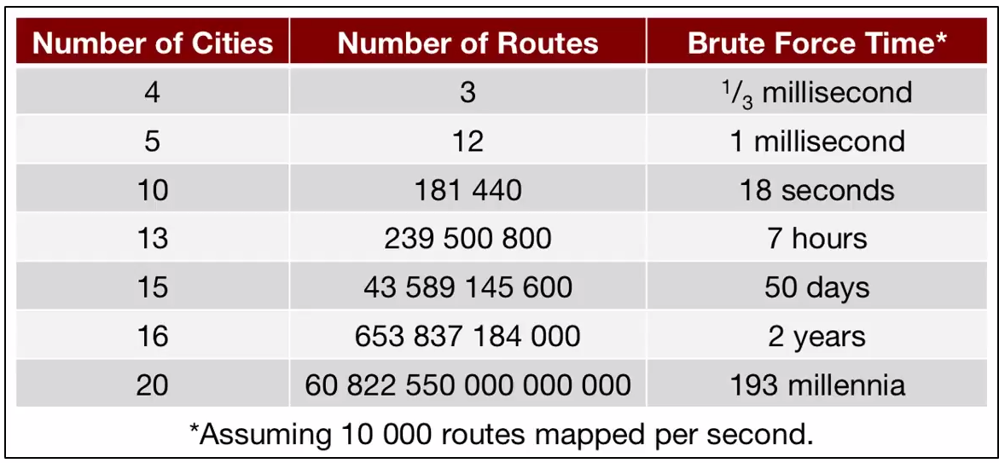 Number of Cities Number of Routes Brute Force Time*
4 3 1/3 millisecond
5 12 1 millisecond
10 181 440 18 seconds
13 239 500 800 7 hours
15 43 589 145 600 50 days
16 653 837 184 000 2 years
20 60 822 550 000 000 000 193 millennia
*Assuming 10 000 routes mapped per second.